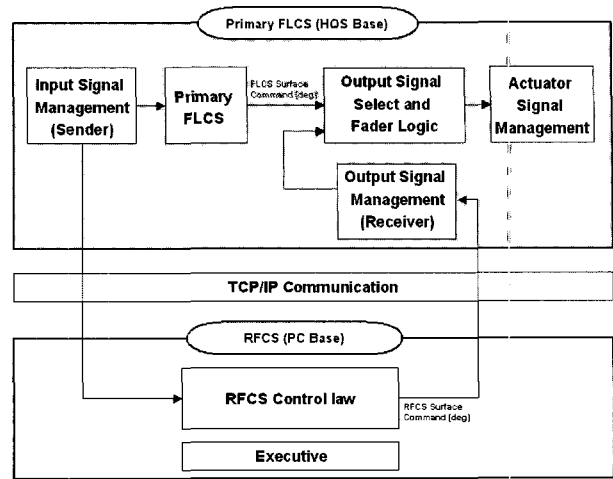 Primary FLCS (HQS Base)
Input Signal
Management
(Sender)
Primary
FLCS
FLCS Surface
Command [deg]
Output Signal
Select and
Fader Logic
Actuator
Signal
Management
Output Signal
Management
(Receiver)
TCP/IP Communication
RFCS (PC Base)
RFCS Control law
RFCS Surface
Command [deg]
Executive